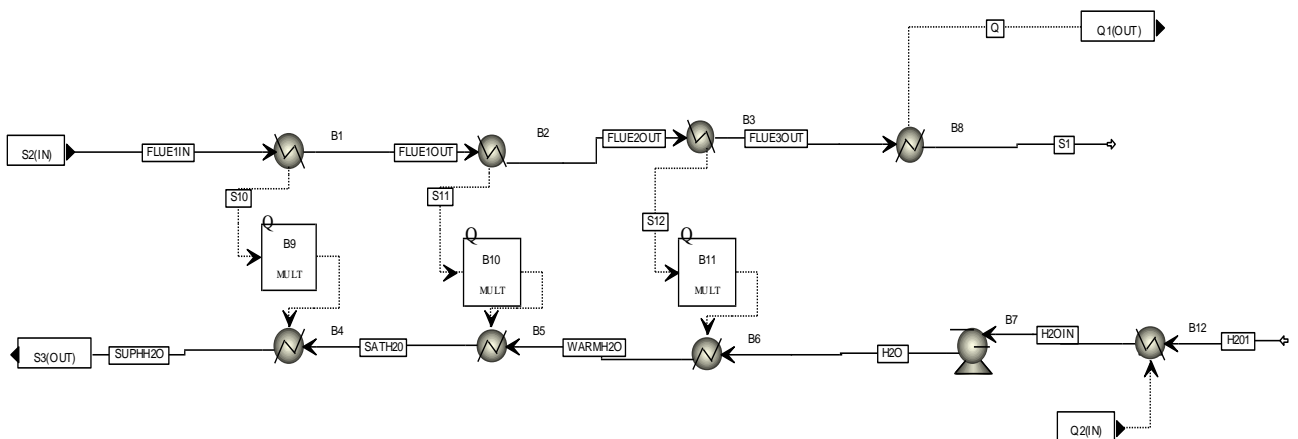 Q
Q1(OUT)
S2(IN)
FLUE1IN
B1
FLUE1OUT
B2
FLUE2OUT
B3
FLUE3OUT
B8
S1
S10
S11
S12
Q
B9
MULT
Q
B10
MULT
Q
B11
MULT
S3(OUT)
SUPHH2O
B4
SATH20
B5
WARMH2O
B6
H2O
B7
H2OIN
B12
H201
Q2(IN)